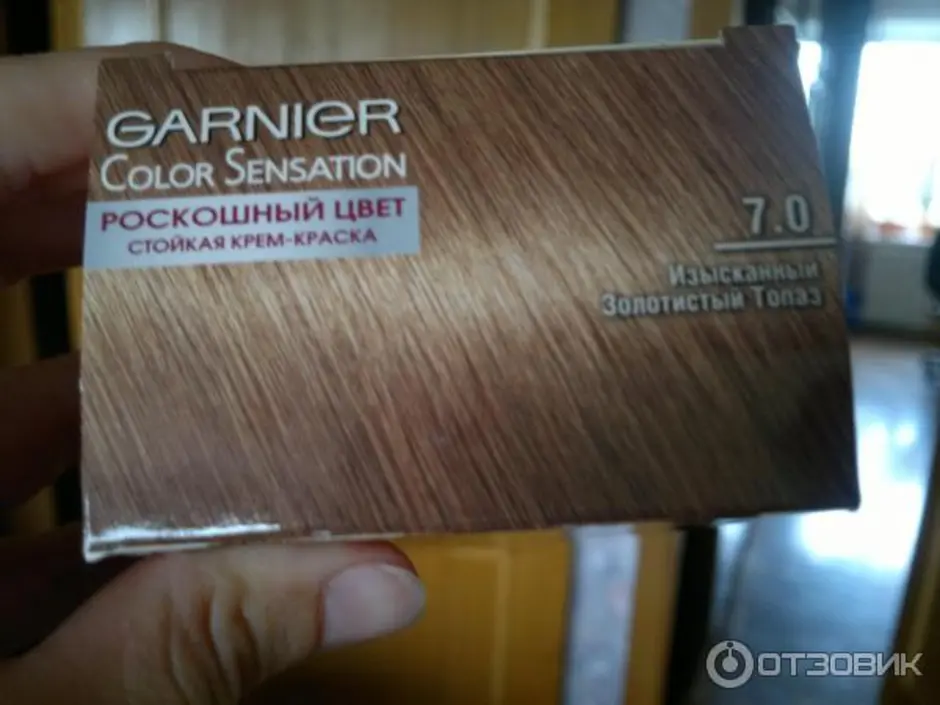 GARNIER
COLOR SENSATION
РОСКОШНЫЙ ЦВЕТ
СТОЙКАЯ КРЕМ-КРАСКА
7.0
Изысканный
Золотистый Топаз
ОТЗОВИК